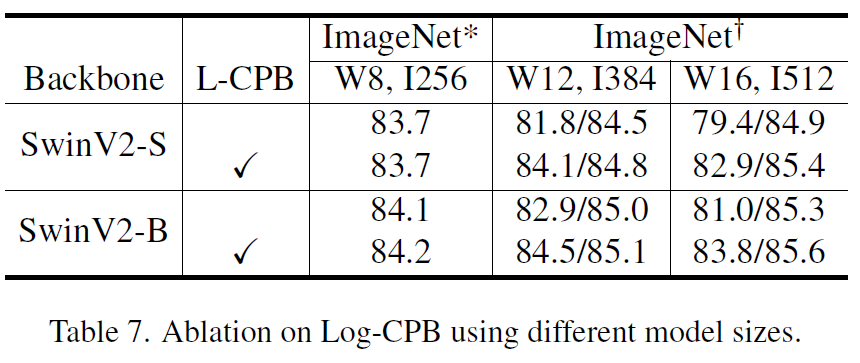 ImageNet* ImageNet†
Backbone L-CPB W8, I256 W12, I384 W16, I512
SwinV2-S 83.7 81.8/84.5 79.4/84.9
✓ 83.7 84.1/84.8 82.9/85.4
SwinV2-B 84.1 82.9/85.0 81.0/85.3
✓ 84.2 84.5/85.1 83.8/85.6
Table 7. Ablation on Log-CPB using different model sizes.